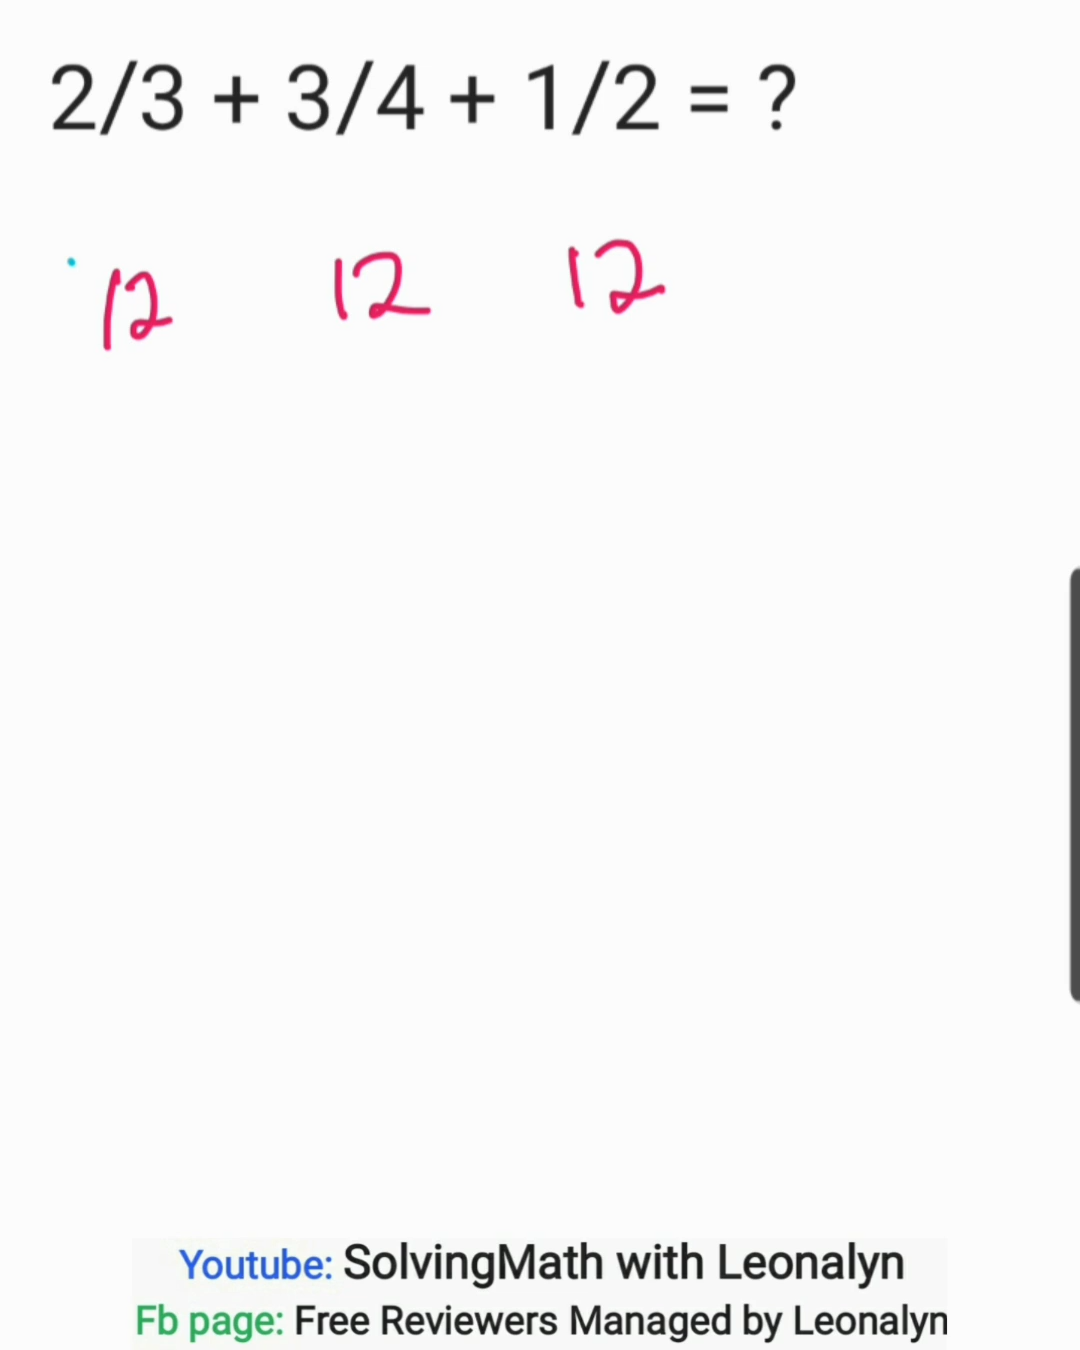 2/3 + 3/4 + 1/2 = ?
12 12 12
Youtube: SolvingMath with Leonalyn
Fb page: Free Reviewers Managed by Leonalyn